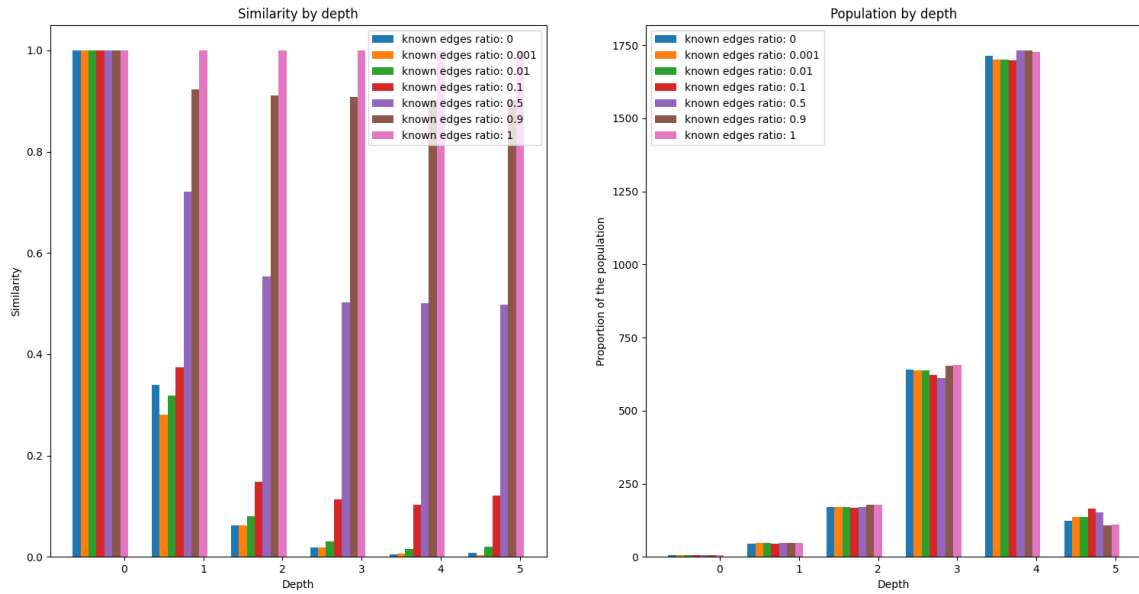 Similarity by depth
1.0
0.8
0.6
0.4
0.2
0.0
Similarity
known edges ratio: 0
known edges ratio: 0.001
known edges ratio: 0.01
known edges ratio: 0.1
known edges ratio: 0.5
known edges ratio: 0.9
known edges ratio: 1
0 1 2 3 4 5
Depth
Population by depth
1750
1500
1250
1000
750
500
250
0
Proportion of the population
known edges ratio: 0
known edges ratio: 0.001
known edges ratio: 0.01
known edges ratio: 0.1
known edges ratio: 0.5
known edges ratio: 0.9
known edges ratio: 1
0 1 2 3 4 5
Depth